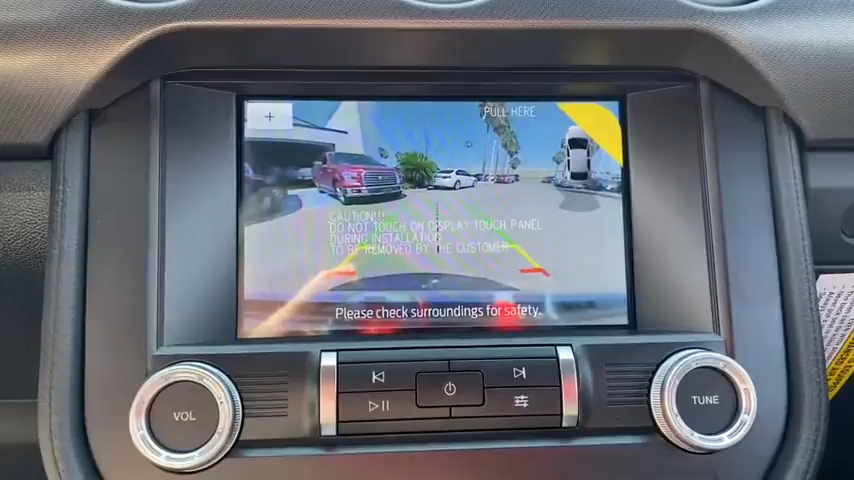 PULL HERE
CAUTION!!!
DO NOT TOUCH ON DISPLAY TOUCH PANEL
DURING INSTALLATION
TO BE REMOVED BY THE CUSTOMER
Please check surroundings for safety.
VOL
TUNE